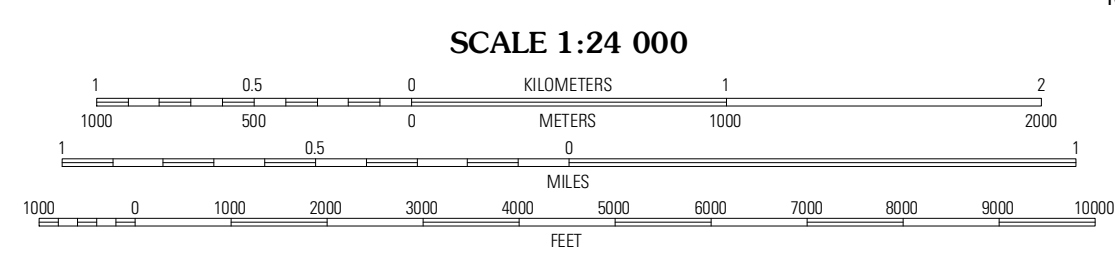 SCALE 1:24 000
1 0.5 0 KILOMETERS 1 2
1000 500 0 METERS 1000 2000
1 0.5 0 1
MILES
1000 0 1000 2000 3000 4000 5000 6000 7000 8000 9000 10000
FEET